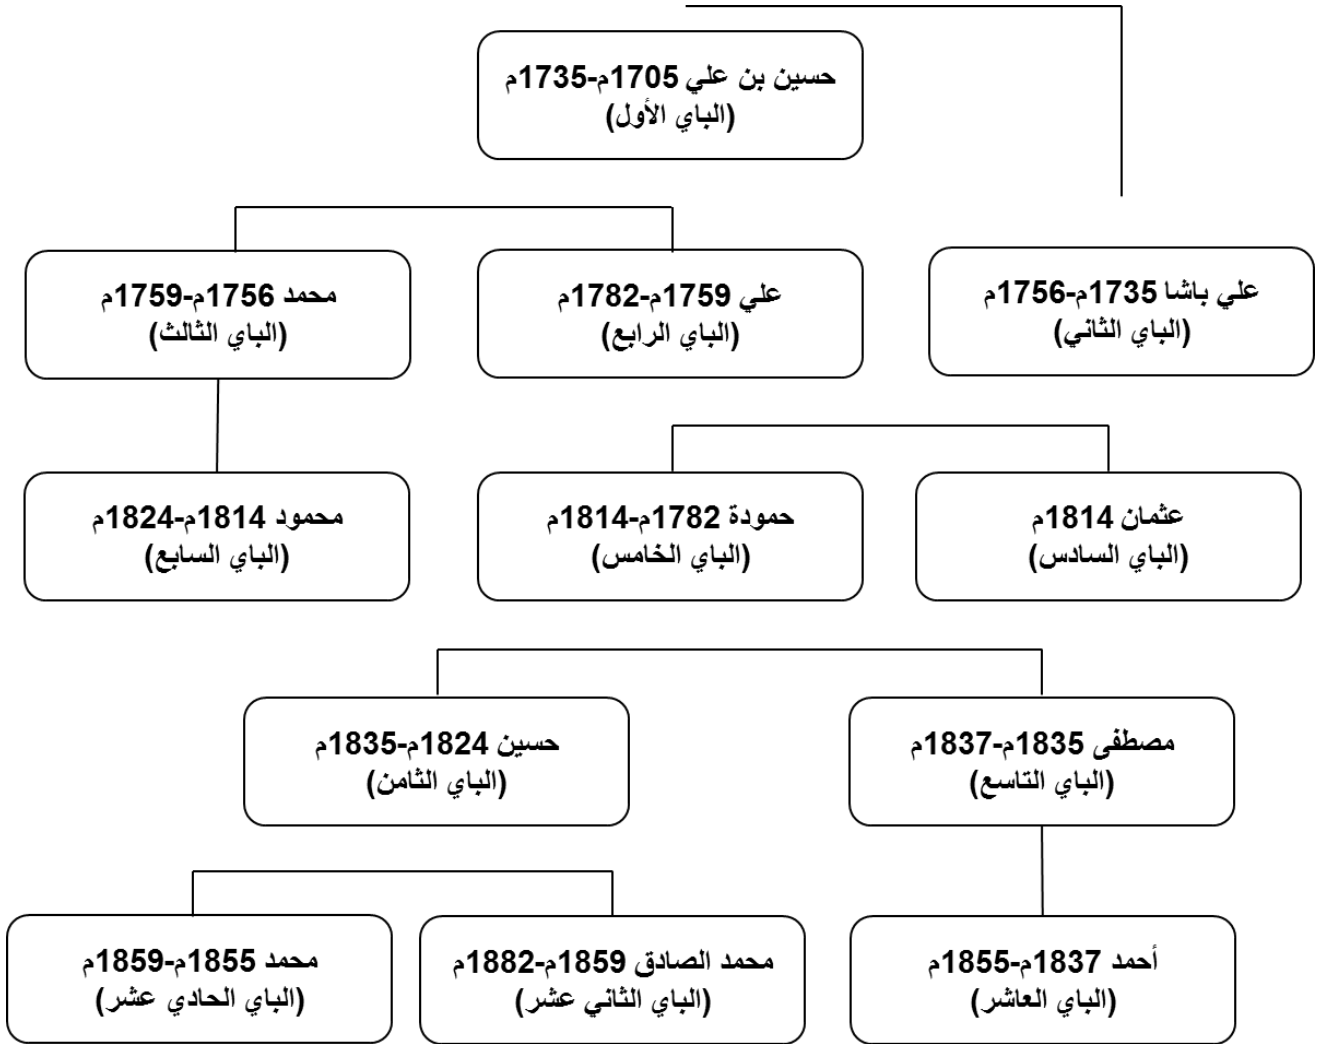 حسين بن علي 1705م-1735م
(الباي الأول)
علي باشا 1735م-1756م
(الباي الثاني)
علي 1759م-1782م
(الباي الرابع)
محمد 1756م-1759م
(الباي الثالث)
عثمان 1814م
(الباي السادس)
حمودة 1782م-1814م
(الباي الخامس)
محمود 1814م-1824م
(الباي السابع)
مصطفى 1835م-1837م
(الباي التاسع)
حسين 1824م-1835م
(الباي الثامن)
أحمد 1837م-1855م
(الباي العاشر)
محمد الصادق 1859م-1882م
(الباي الثاني عشر)
محمد 1855م-1859م
(الباي الحادي عشر)